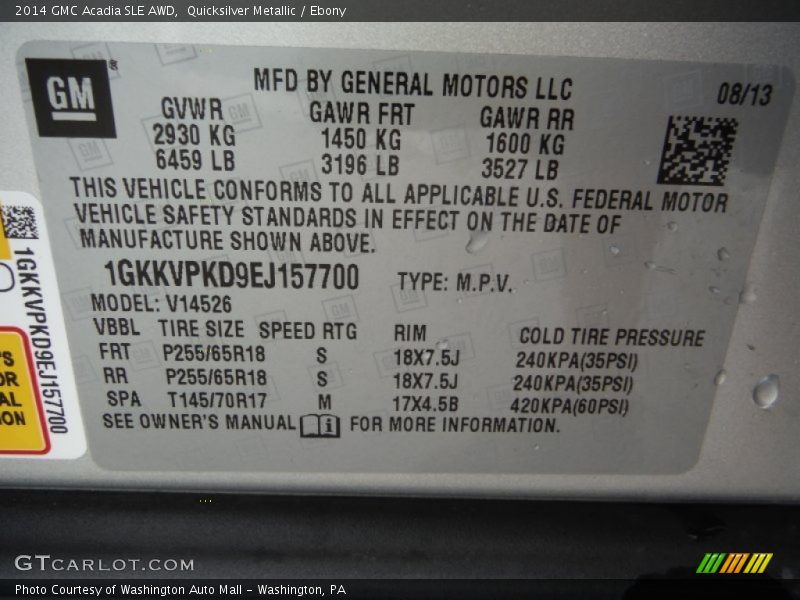 2014 GMC Acadia SLE AWD,  Quicksilver Metallic / Ebony
GM®
MFD BY GENERAL MOTORS LLC
08/13
GVWR GAWR FRT GAWR RR
2930 KG 1450 KG 1600 KG
6459 LB 3196 LB 3527 LB
THIS VEHICLE CONFORMS TO ALL APPLICABLE U.S. FEDERAL MOTOR
VEHICLE SAFETY STANDARDS IN EFFECT ON THE DATE OF
MANUFACTURE SHOWN ABOVE.
1GKKVPKD9EJ157700 TYPE: M.P.V.
MODEL: V14526
VBBL TIRE SIZE SPEED RTG RIM COLD TIRE PRESSURE
FRT P255/65R18 S 18X7.5J 240KPA(35PSI)
RR P255/65R18 S 18X7.5J 240KPA(35PSI)
SPA T145/70R17 M 17X4.5B 420KPA(60PSI)
SEE OWNER'S MANUAL FOR MORE INFORMATION.
1GKKVPKD9EJ157700
'S
OR
AL
ION
GTCARLOT.COM
Photo Courtesy of Washington Auto Mall - Washington, PA